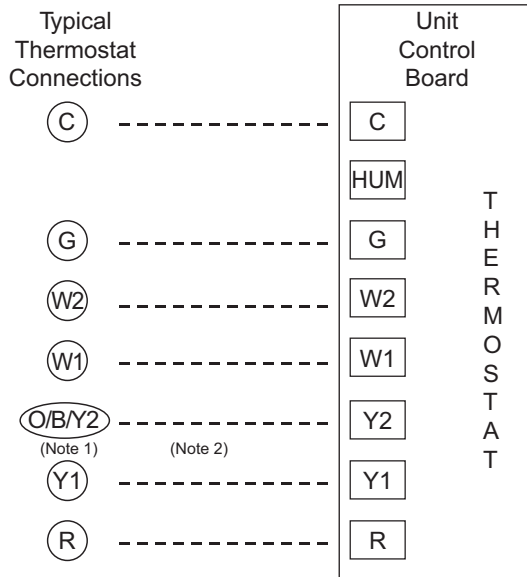 Typical
Thermostat
Connections
Unit
Control
Board
C
C
HUM
G
G
W2
W2
W1
W1
O/B/Y2
(Note 1)
(Note 2)
Y2
Y1
Y1
R
R
THERMOSTAT